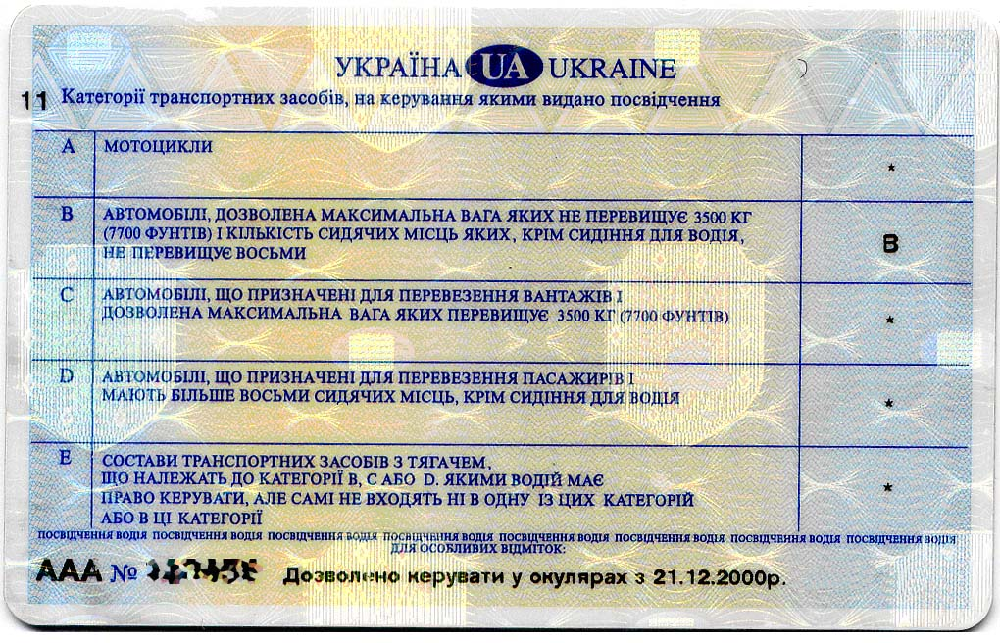 УКРАЇНА UA UKRAINE
11 Категорії транспортних засобів, на керування якими видано посвідчення
A МОТОЦИКЛИ *
B АВТОМОБІЛІ, ДОЗВОЛЕНА МАКСИМАЛЬНА ВАГА ЯКИХ НЕ ПЕРЕВИЩУЄ 3500 КГ
(7700 ФУНТІВ) І КІЛЬКІСТЬ СИДЯЧИХ МІСЦЬ ЯКИХ, КРІМ СИДІННЯ ДЛЯ ВОДІЯ, B
НЕ ПЕРЕВИЩУЄ ВОСЬМИ
C АВТОМОБІЛІ, ЩО ПРИЗНАЧЕНІ ДЛЯ ПЕРЕВЕЗЕННЯ ВАНТАЖІВ І
ДОЗВОЛЕНА МАКСИМАЛЬНА ВАГА ЯКИХ ПЕРЕВИЩУЄ 3500 КГ (7700 ФУНТІВ) *
D АВТОМОБІЛІ, ЩО ПРИЗНАЧЕНІ ДЛЯ ПЕРЕВЕЗЕННЯ ПАСАЖИРІВ І
МАЮТЬ БІЛЬШЕ ВОСЬМИ СИДЯЧИХ МІСЦЬ, КРІМ СИДІННЯ ДЛЯ ВОДІЯ *
E СОСТАВИ ТРАНСПОРТНИХ ЗАСОБІВ З ТЯГАЧЕМ,
ЩО НАЛЕЖАТЬ ДО КАТЕГОРІЇ B, C АБО D. ЯКИМИ ВОДІЙ МАЄ *
ПРАВО КЕРУВАТИ, АЛЕ САМІ НЕ ВХОДЯТЬ НІ В ОДНУ ІЗ ЦИХ КАТЕГОРІЙ
АБО В ЦІ КАТЕГОРІЇ
ПОСВІДЧЕННЯ ВОДІЯ ПОСВІДЧЕННЯ ВОДІЯ ПОСВІДЧЕННЯ ВОДІЯ ПОСВІДЧЕННЯ ВОДІЯ ПОСВІДЧЕННЯ ВОДІЯ ПОСВІДЧЕННЯ ВОДІЯ ПОСВІДЧЕННЯ ВОДІЯ ПОСВІДЧЕННЯ ВОДІЯ
ДЛЯ ОСОБЛИВИХ ВІДМІТОК:
AAA № Дозволено керувати у окулярах з 21.12.2000р.